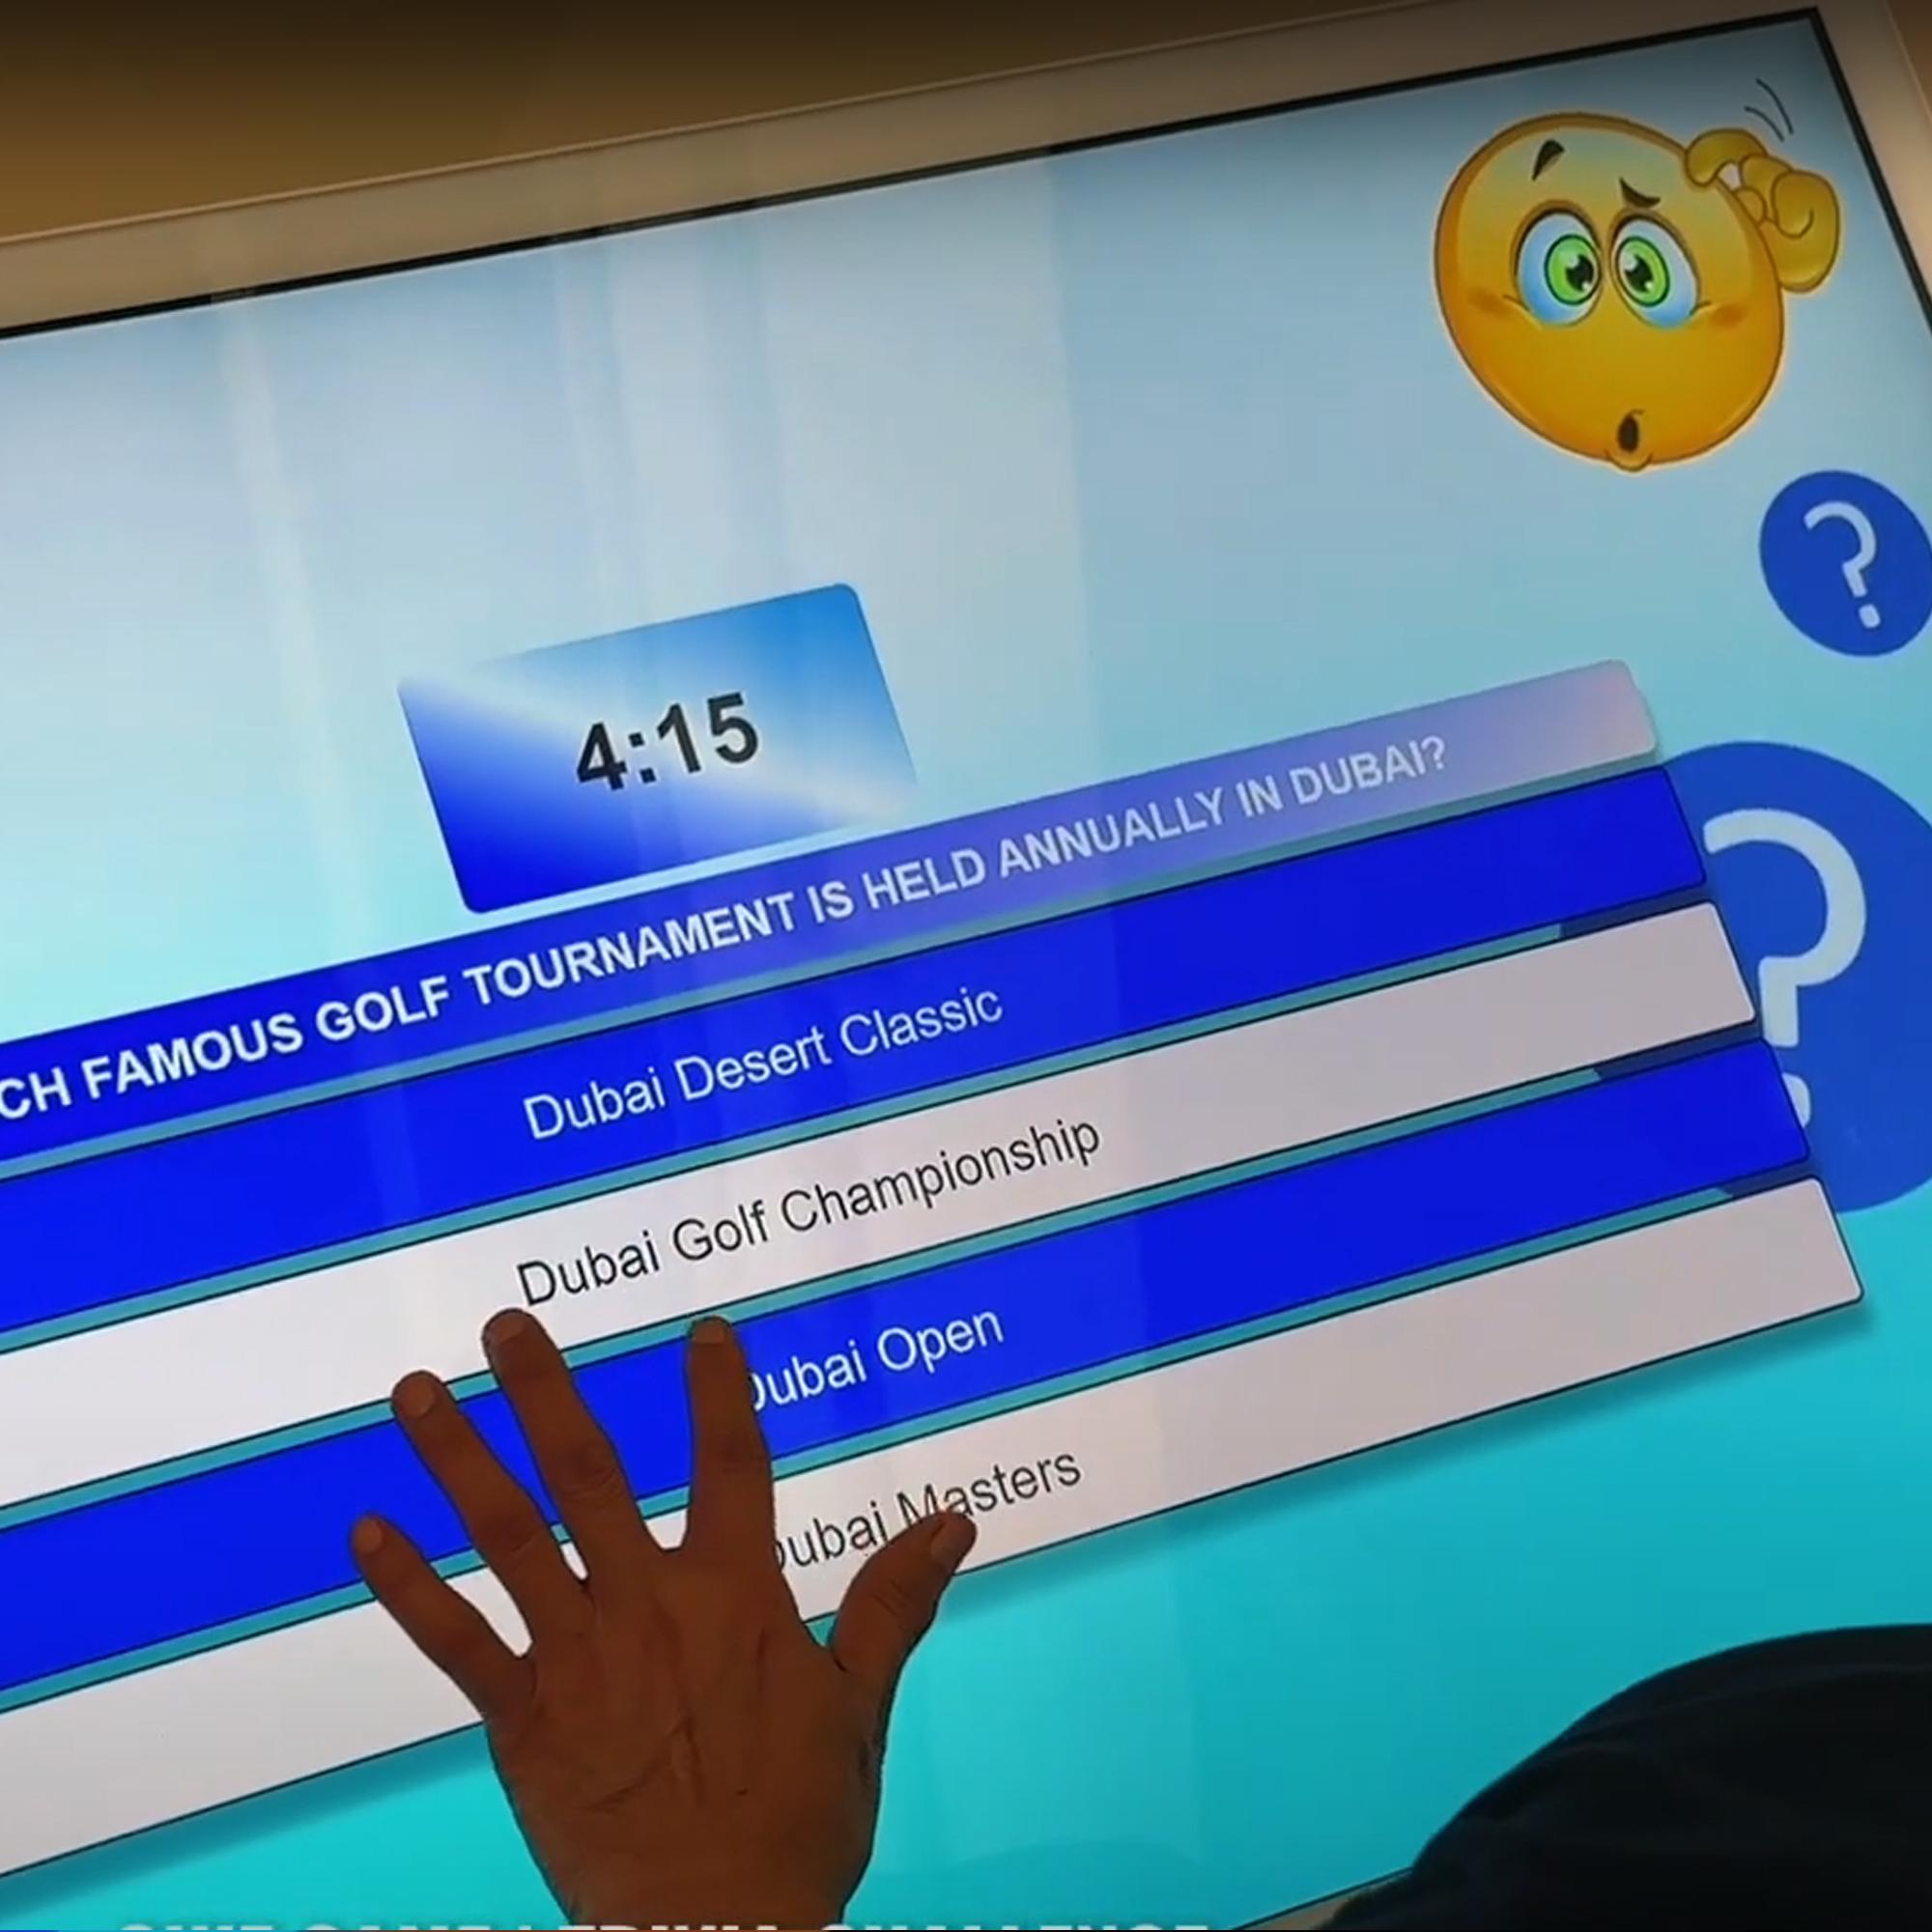 4:15
CH FAMOUS GOLF TOURNAMENT IS HELD ANNUALLY IN DUBAI?
Dubai Desert Classic
Dubai Golf Championship
Dubai Open
Dubai Masters
?
?